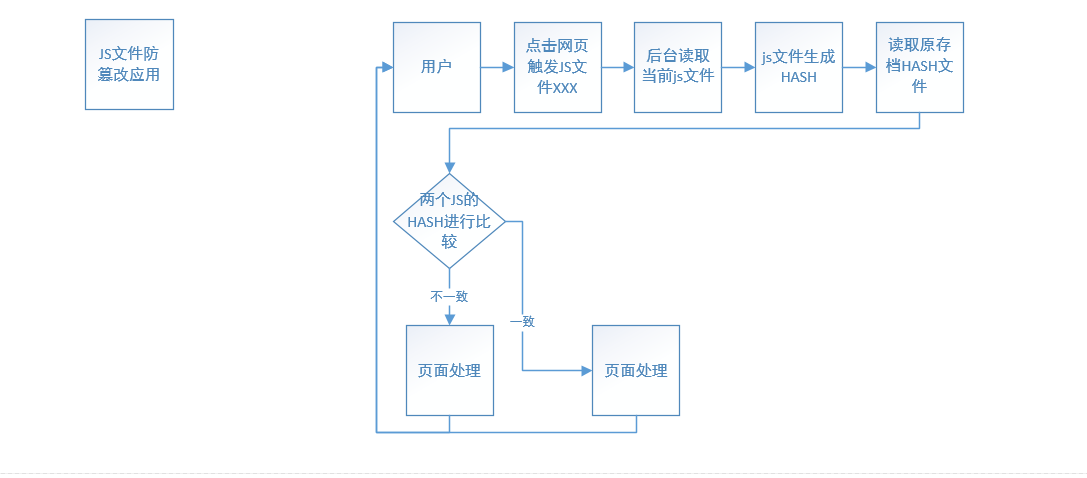 JS文件防
篡改应用
用户
点击网页
触发JS文
件XXX
后台读取
当前js文件
js文件生成
HASH
读取原存
档HASH文
件
两个JS的
HASH进行比
较
不一致
一致
页面处理
页面处理